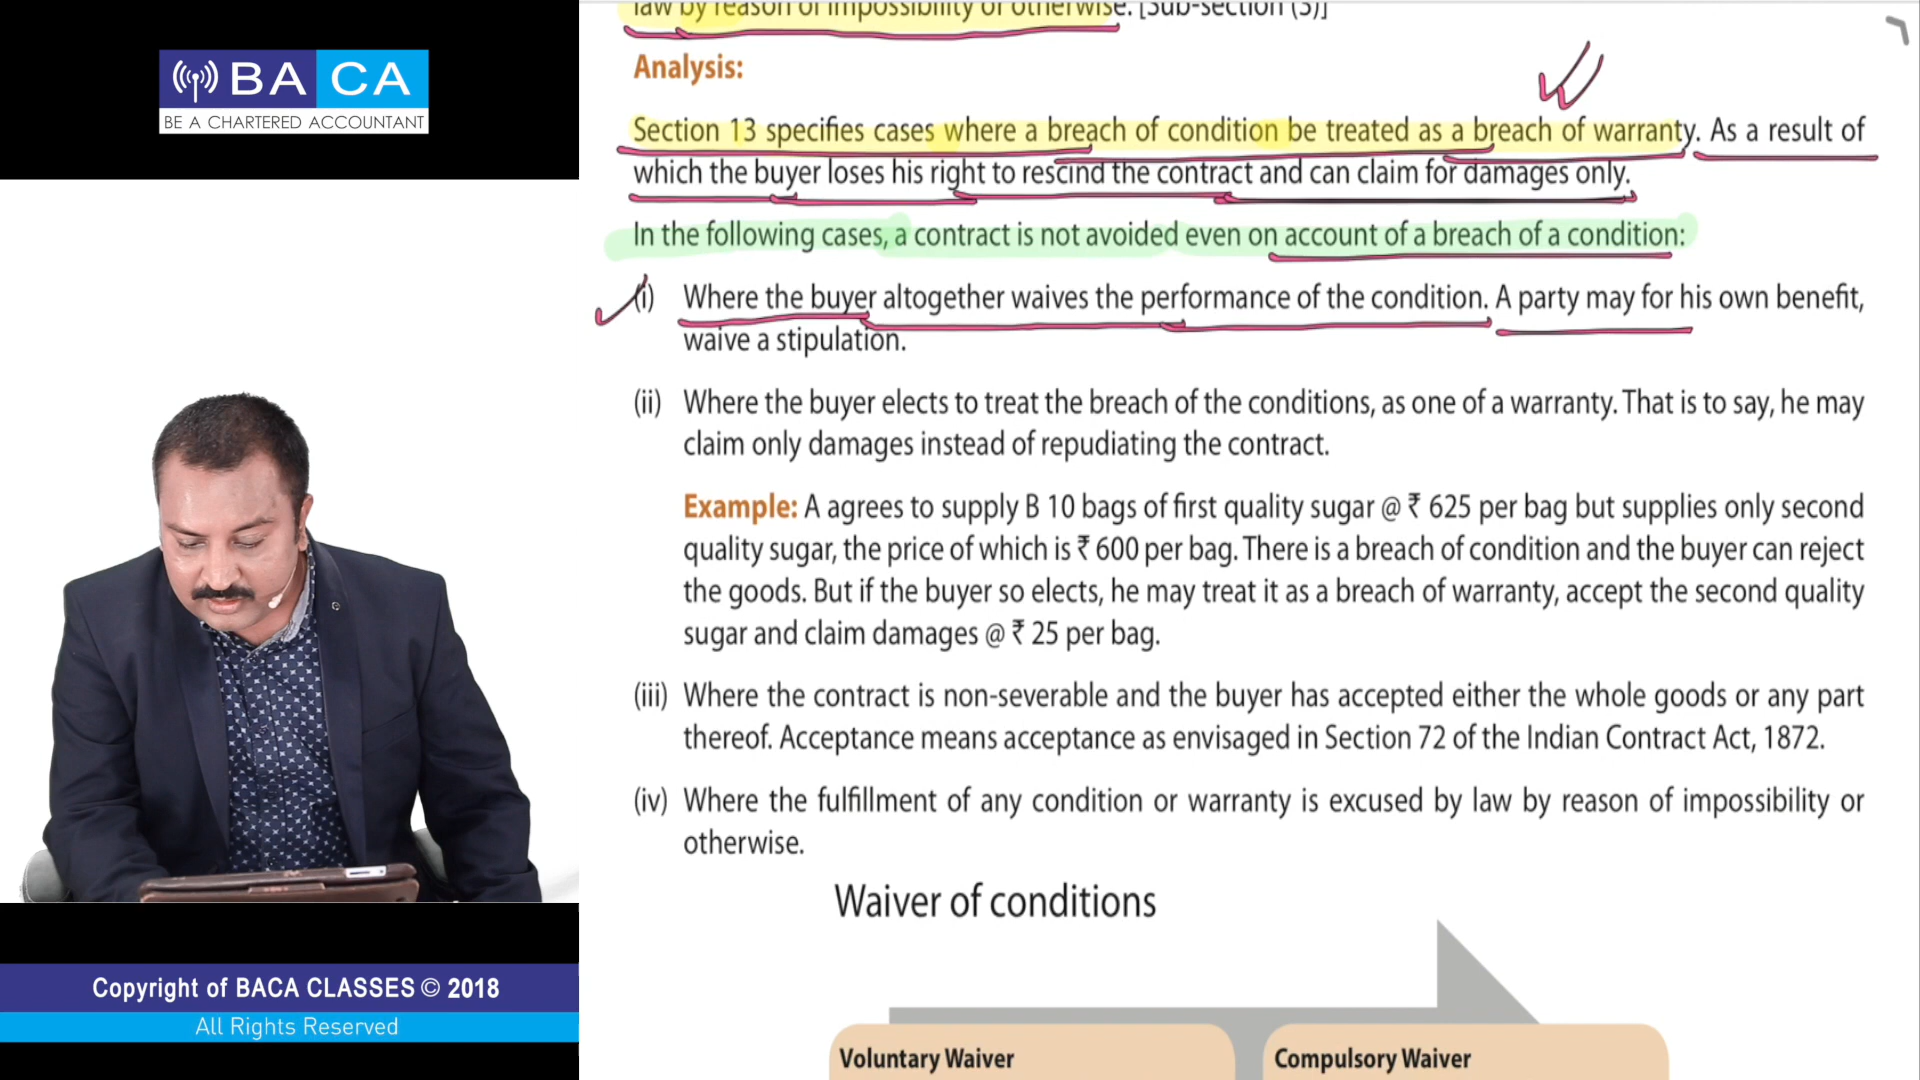 BA CA
BE A CHARTERED ACCOUNTANT
law by reason of impossibility or otherwise. [Sub-section (3)]
Analysis:
Section 13 specifies cases where a breach of condition be treated as a breach of warranty. As a result of
which the buyer loses his right to rescind the contract and can claim for damages only.
In the following cases, a contract is not avoided even on account of a breach of a condition:
(i) Where the buyer altogether waives the performance of the condition. A party may for his own benefit,
waive a stipulation.
(ii) Where the buyer elects to treat the breach of the conditions, as one of a warranty. That is to say, he may
claim only damages instead of repudiating the contract.
Example: A agrees to supply B 10 bags of first quality sugar @ ₹ 625 per bag but supplies only second
quality sugar, the price of which is ₹ 600 per bag. There is a breach of condition and the buyer can reject
the goods. But if the buyer so elects, he may treat it as a breach of warranty, accept the second quality
sugar and claim damages @ ₹ 25 per bag.
(iii) Where the contract is non-severable and the buyer has accepted either the whole goods or any part
thereof. Acceptance means acceptance as envisaged in Section 72 of the Indian Contract Act, 1872.
(iv) Where the fulfillment of any condition or warranty is excused by law by reason of impossibility or
otherwise.
Waiver of conditions
Voluntary Waiver
Compulsory Waiver
Copyright of BACA CLASSES © 2018
All Rights Reserved